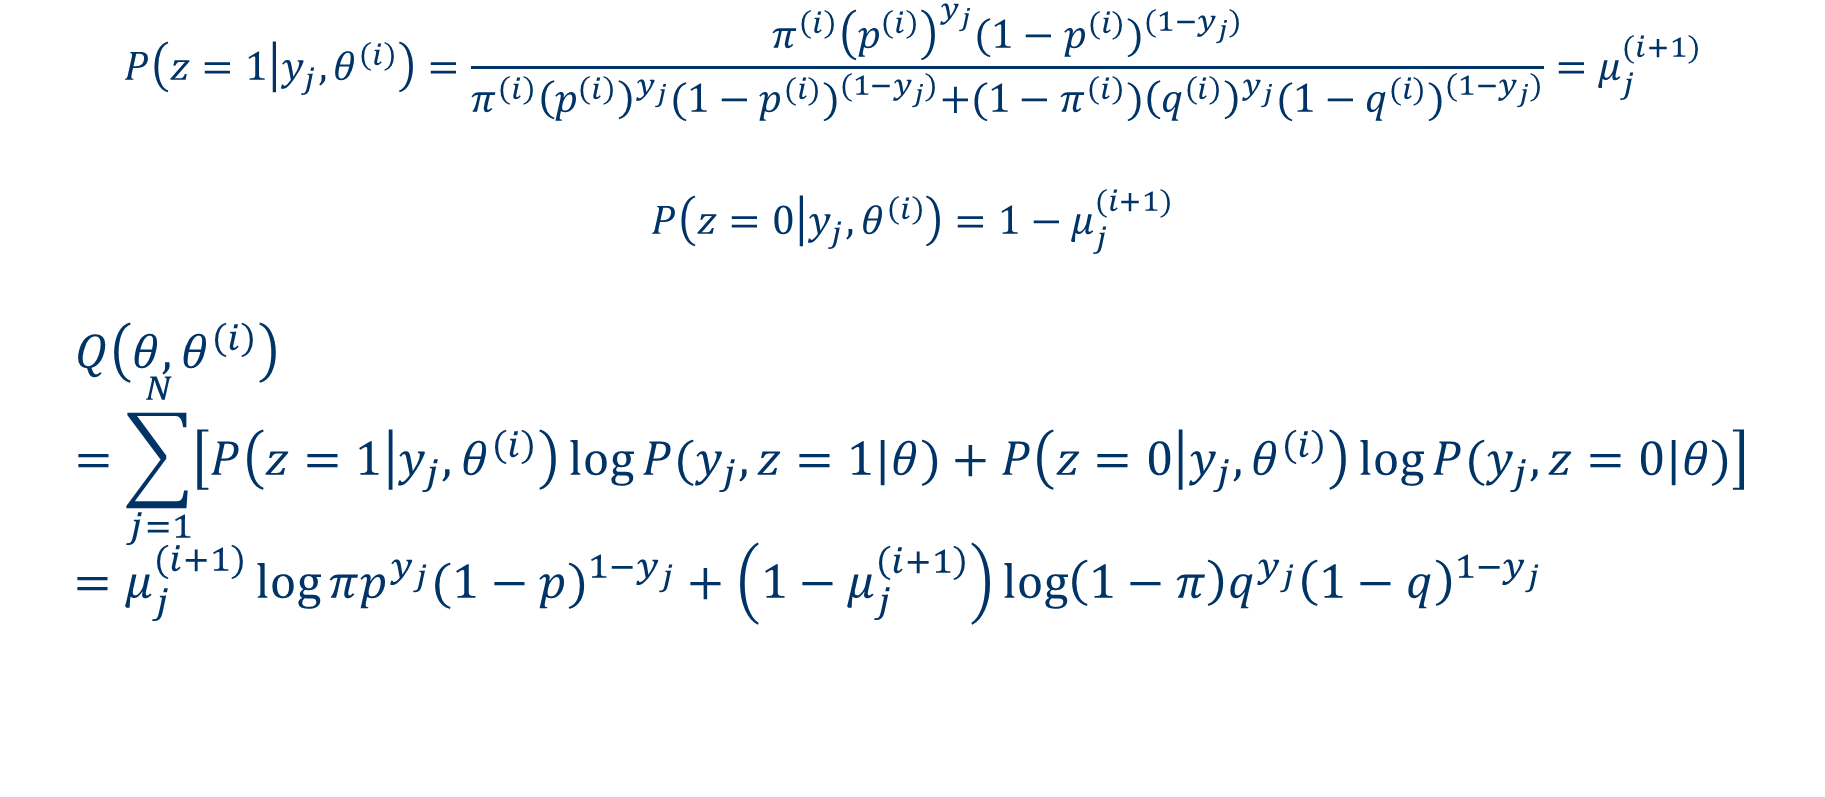 P(z = 1|y_j, θ^(i)) = π^(i)(p^(i))^{y_j}(1 − p^(i))^{(1−y_j)} / π^(i)(p^(i))^{y_j}(1 − p^(i))^{(1−y_j)}+(1 − π^(i))(q^(i))^{y_j}(1 − q^(i))^{(1−y_j)} = μ_j^(i+1)
P(z = 0|y_j, θ^(i)) = 1 − μ_j^(i+1)
Q(θ, θ^(i))
= ∑_{j=1}^{N} [P(z = 1|y_j, θ^(i)) log P(y_j, z = 1|θ) + P(z = 0|y_j, θ^(i)) log P(y_j, z = 0|θ)]
= μ_j^(i+1) log πp^{y_j}(1 − p)^{1−y_j} + (1 − μ_j^(i+1)) log(1 − π)q^{y_j}(1 − q)^{1−y_j}